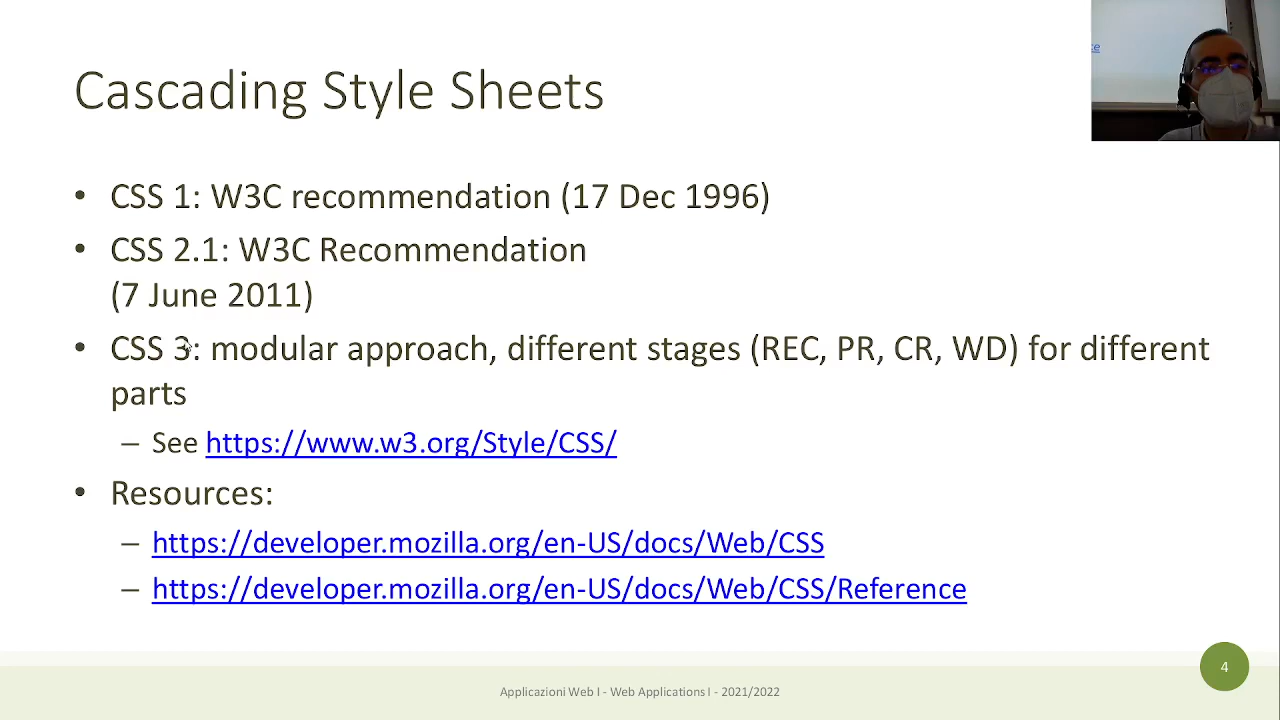 Cascading Style Sheets
• CSS 1: W3C recommendation (17 Dec 1996)
• CSS 2.1: W3C Recommendation
(7 June 2011)
• CSS 3: modular approach, different stages (REC, PR, CR, WD) for different
parts
– See https://www.w3.org/Style/CSS/
• Resources:
– https://developer.mozilla.org/en-US/docs/Web/CSS
– https://developer.mozilla.org/en-US/docs/Web/CSS/Reference
4
Applicazioni Web I - Web Applications I - 2021/2022